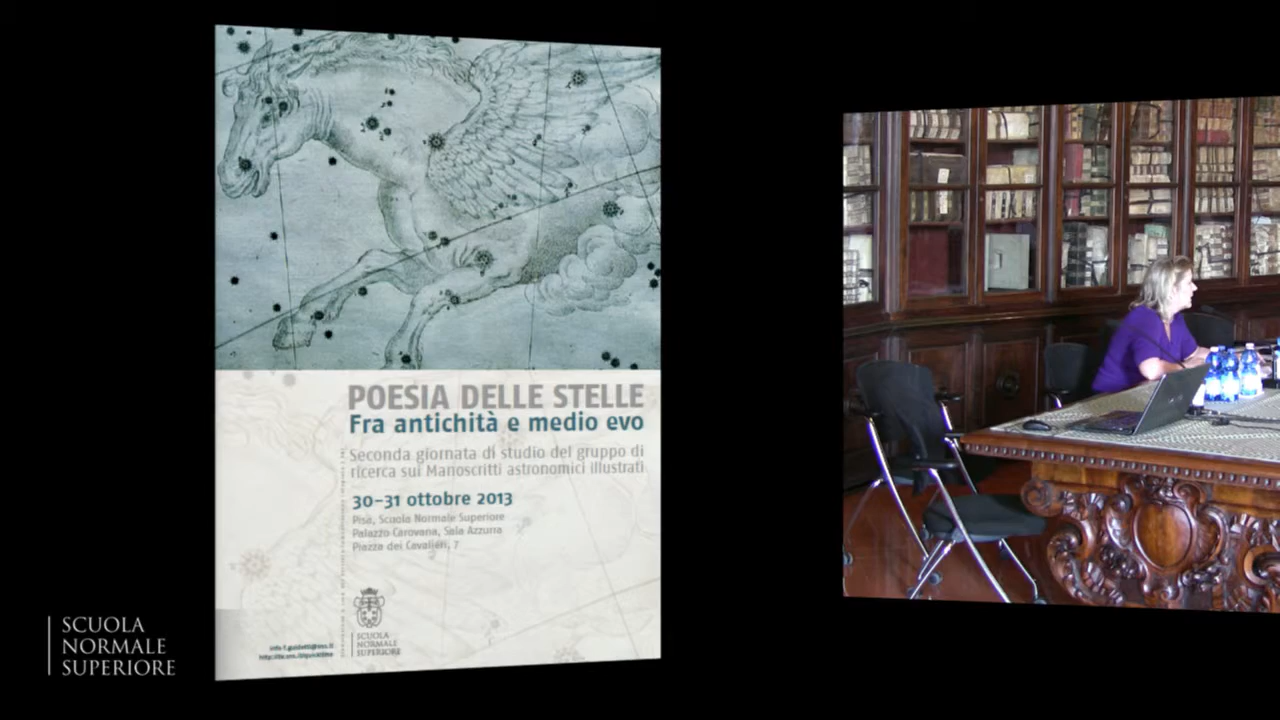 POESIA DELLE STELLE
Fra antichità e medio evo
Seconda giornata di studio del gruppo di
ricerca sui Manoscritti astronomici illustrati
30-31 ottobre 2013
Pisa, Scuola Normale Superiore
Palazzo Carovana, Sala Azzurra
Piazza dei Cavalieri, 7
SCUOLA
NORMALE
SUPERIORE
SCUOLA
NORMALE
SUPERIORE